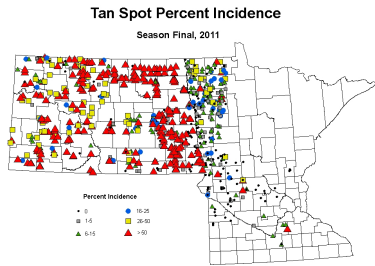 Tan Spot Percent Incidence
Season Final, 2011
Percent Incidence
0
1-5
6-15
16-25
26-50
> 50